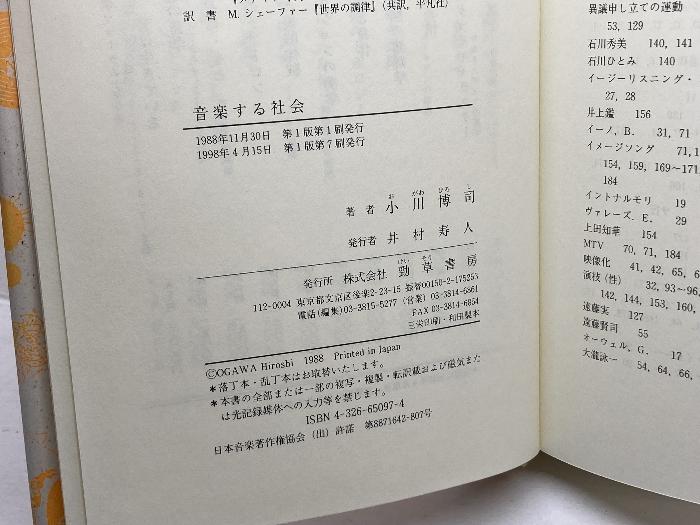 訳書 M. シェーファー『世界の調律』(共訳, 平凡社)
音楽する社会
1988年11月30日 第1版第1刷発行
1998年4月15日 第1版第7刷発行
著者 小川博司
お がわ ひろ し
発行者 井村寿人
発行所 株式会社 勁草書房
けい そう
112-0004 東京都文京区後楽2-23-15 振替00150-2-175253
電話(編集)03-3815-5277 (営業) 03-3814-6861
FAX 03-3814-6854
三栄印刷・和田製本
©OGAWA Hiroshi 1988 Printed in Japan
*落丁本・乱丁本はお取替いたします。
*本書の全部または一部の複写・複製・転訳載および磁気また
は光記録媒体への入力等を禁じます。
ISBN 4-326-65097-4
日本音楽著作権協会(出)許諾 第8871642-807号
異議申し立ての運動
53, 129
石川秀美 140, 141
石川ひとみ 140
イージーリスニング・
27, 28
井上鑑 156
イーノ, B. 31, 71
イメージソング 71,
154, 159, 169〜171
184
イントナルモリ 19
ヴァレーズ, E. 29
上田知華 154
MTV 70, 71, 184
映像化 41, 42, 65,
演技(性) 32, 93〜96,
142, 144, 153, 160,
遠藤実 127
遠藤賢司 55
オーウェル, G. 17
大瀧詠一 54, 64, 66,